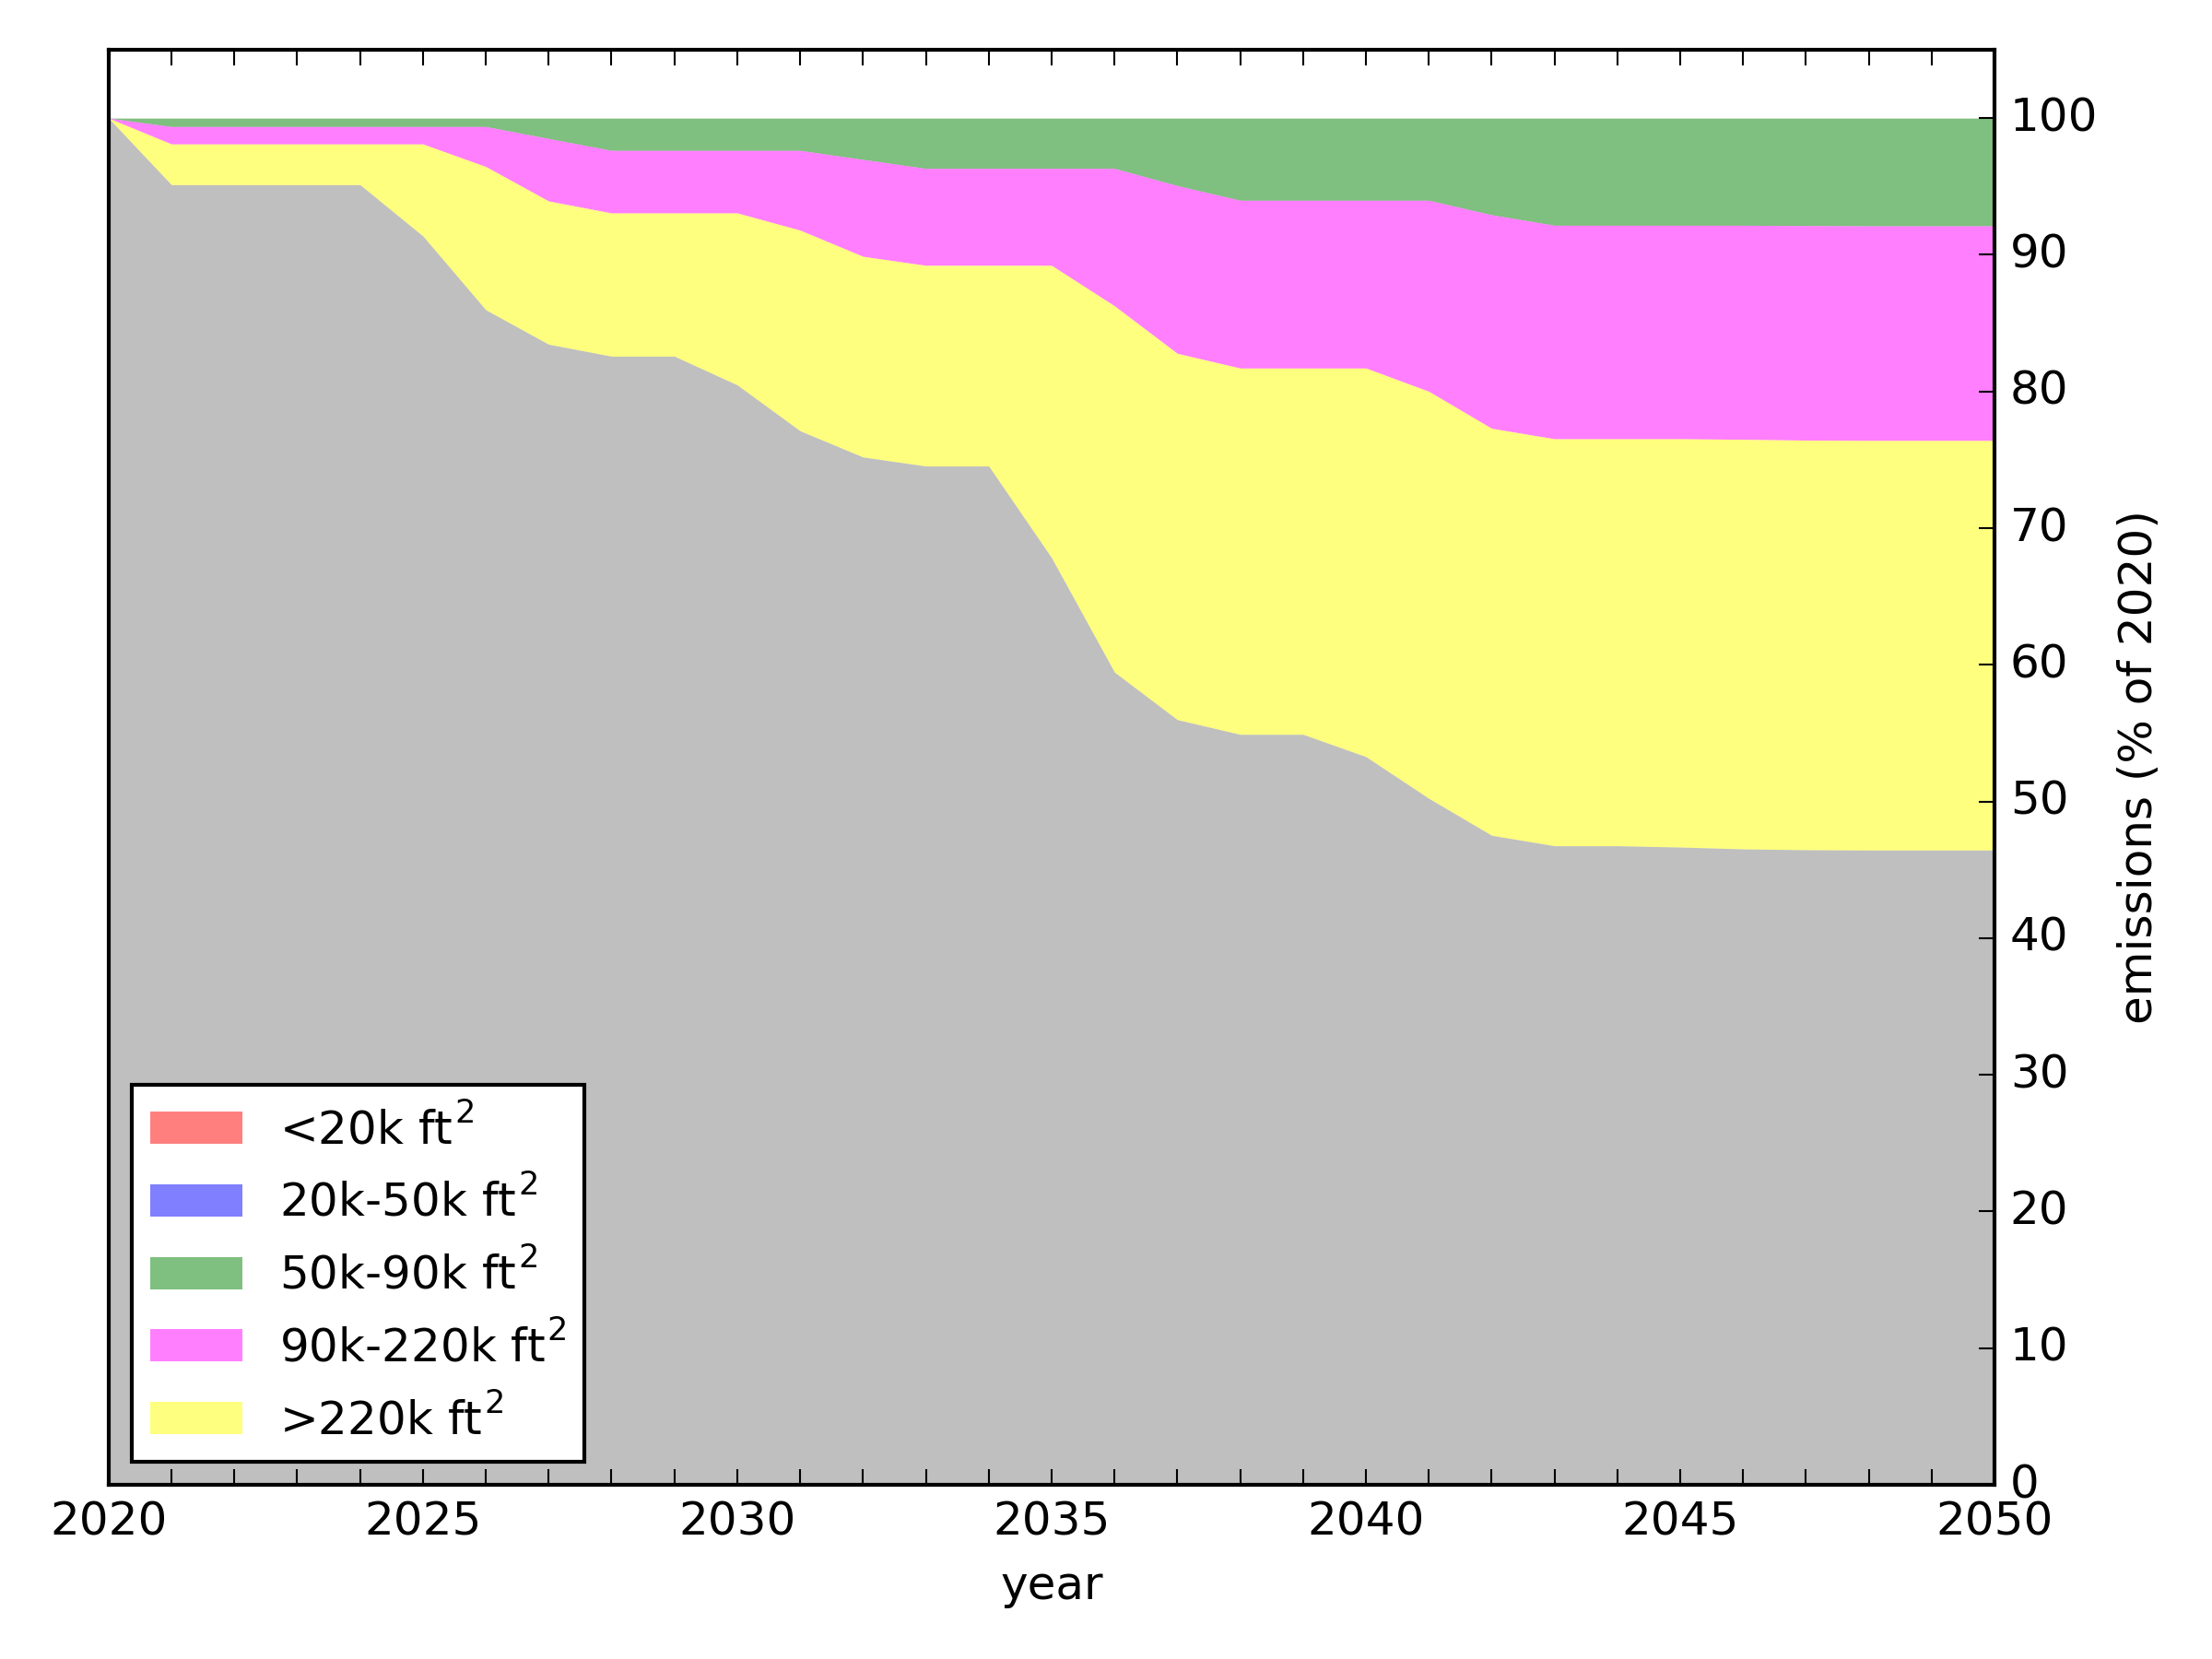 100
90
80
70
60
50
40
30
20
10
0
emissions (% of 2020)
<20k ft²
20k-50k ft²
50k-90k ft²
90k-220k ft²
>220k ft²
2020 2025 2030 2035 2040 2045 2050
year